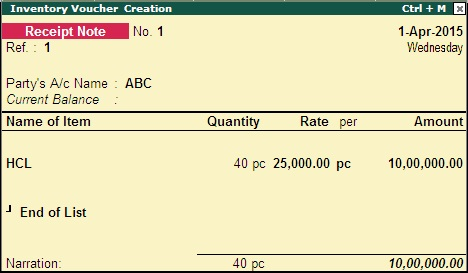 Inventory Voucher Creation Ctrl + M
Receipt Note No. 1 1-Apr-2015
Ref. : 1 Wednesday
Party's A/c Name : ABC
Current Balance :
Name of Item Quantity Rate per Amount
HCL 40 pc 25,000.00 pc 10,00,000.00
End of List
Narration: 40 pc 10,00,000.00